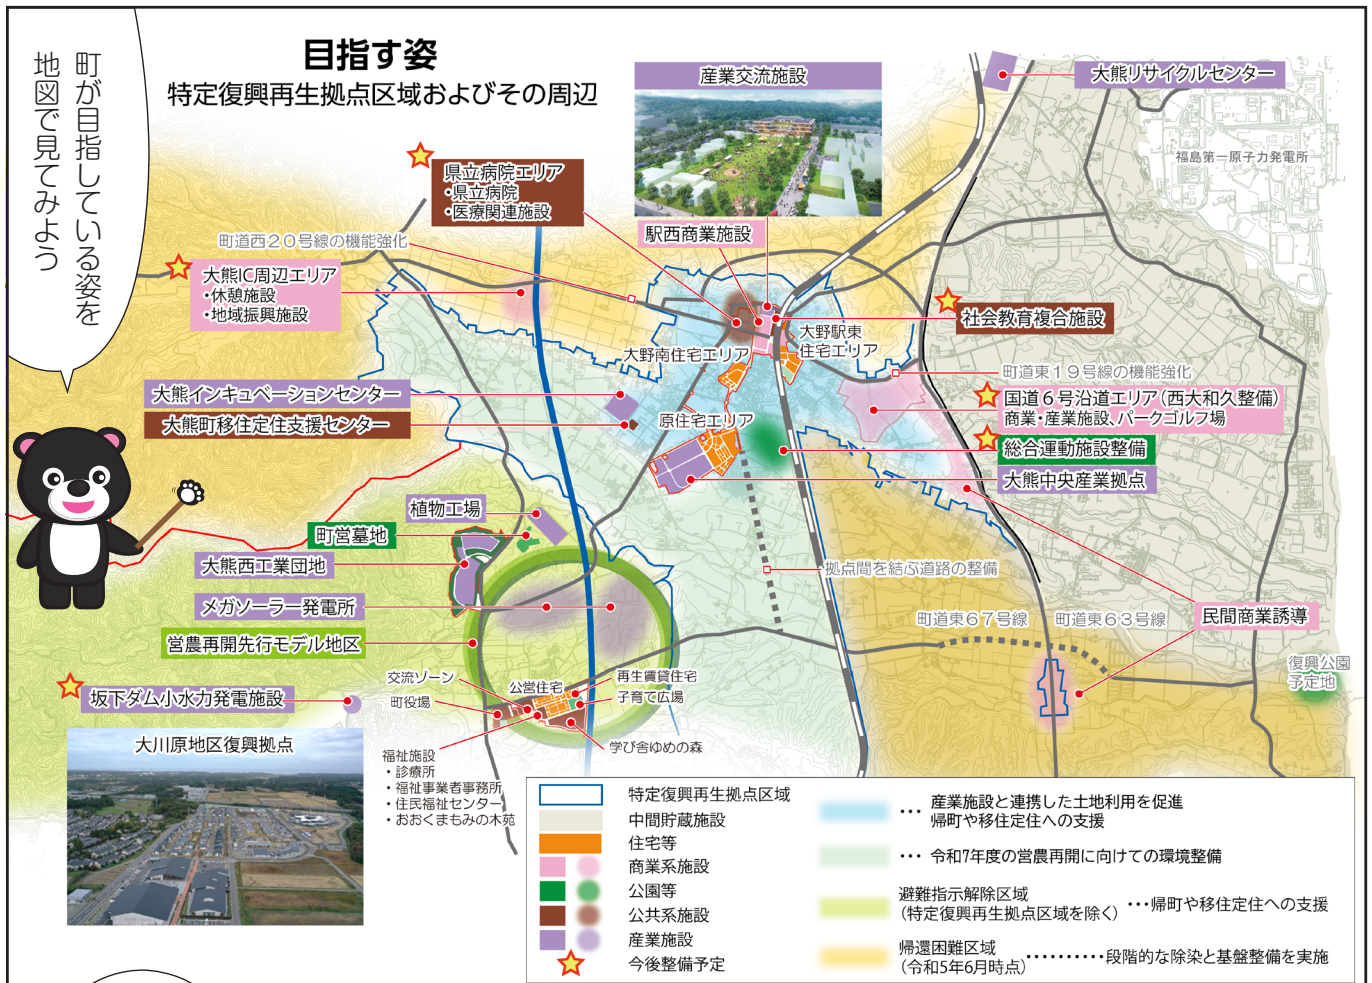 町が目指している姿を
地図で見てみよう
目指す姿
特定復興再生拠点区域およびその周辺
産業交流施設
大熊リサイクルセンター
福島第一原子力発電所
県立病院エリア
・県立病院
・医療関連施設
駅西商業施設
町道西20号線の機能強化
大熊IC周辺エリア
・休憩施設
・地域振興施設
社会教育複合施設
大野南住宅エリア
大野駅東
住宅エリア
町道東19号線の機能強化
大熊インキュベーションセンター
大熊町移住定住支援センター
国道6号沿道エリア(西大和久整備)
商業・産業施設、パークゴルフ場
原住宅エリア
総合運動施設整備
大熊中央産業拠点
植物工場
町営墓地
大熊西工業団地
拠点間を結ぶ道路の整備
メガソーラー発電所
町道東67号線
町道東63号線
民間商業誘導
営農再開先行モデル地区
復興公園
予定地
交流ゾーン
公営住宅
再生賃貸住宅
子育て広場
坂下ダム小水力発電施設
町役場
大川原地区復興拠点
学び舎ゆめの森
福祉施設
・診療所
・福祉事業者事務所
・住民福祉センター
・おおくまもみの木苑
特定復興再生拠点区域
中間貯蔵施設
住宅等
商業系施設
公園等
公共系施設
産業施設
今後整備予定
… 産業施設と連携した土地利用を促進
帰町や移住定住への支援
… 令和7年度の営農再開に向けての環境整備
避難指示解除区域
(特定復興再生拠点区域を除く) …帰町や移住定住への支援
帰還困難区域
(令和5年6月時点)‥‥‥‥‥段階的な除染と基盤整備を実施